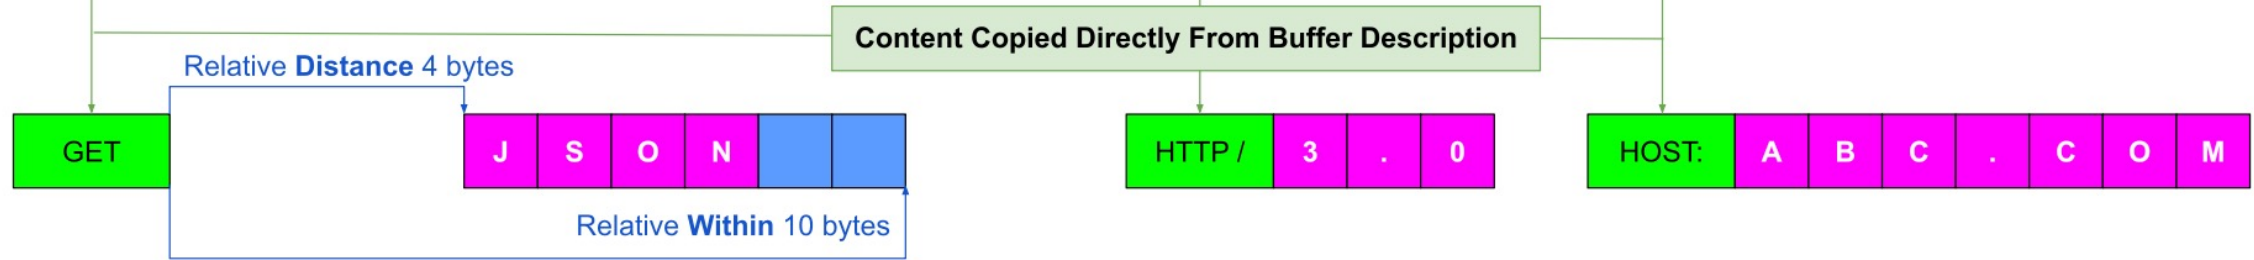 Content Copied Directly From Buffer Description
Relative Distance 4 bytes
GET J S O N HTTP / 3 . 0 HOST: A B C . C O M
Relative Within 10 bytes